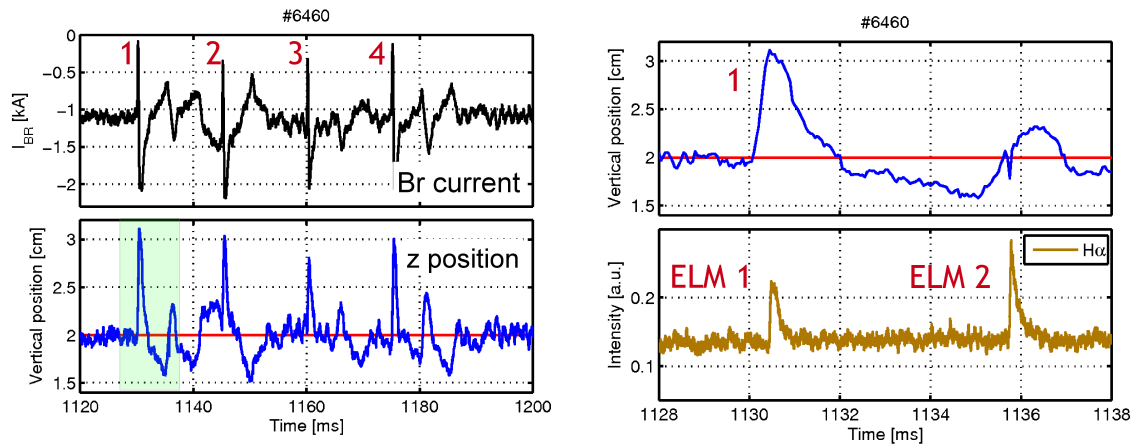 #6460
1 2 3 4
0
−0.5
−1
−1.5
−2
I_BR [kA]
Br current
3
2.5
2
1.5
Vertical position [cm]
z position
1120 1140 1160 1180 1200
Time [ms]
#6460
1
3
2.5
2
1.5
Vertical position [cm]
ELM 1 ELM 2
Hα
0.2
0.1
Intensity [a.u.]
1128 1130 1132 1134 1136 1138
Time [ms]